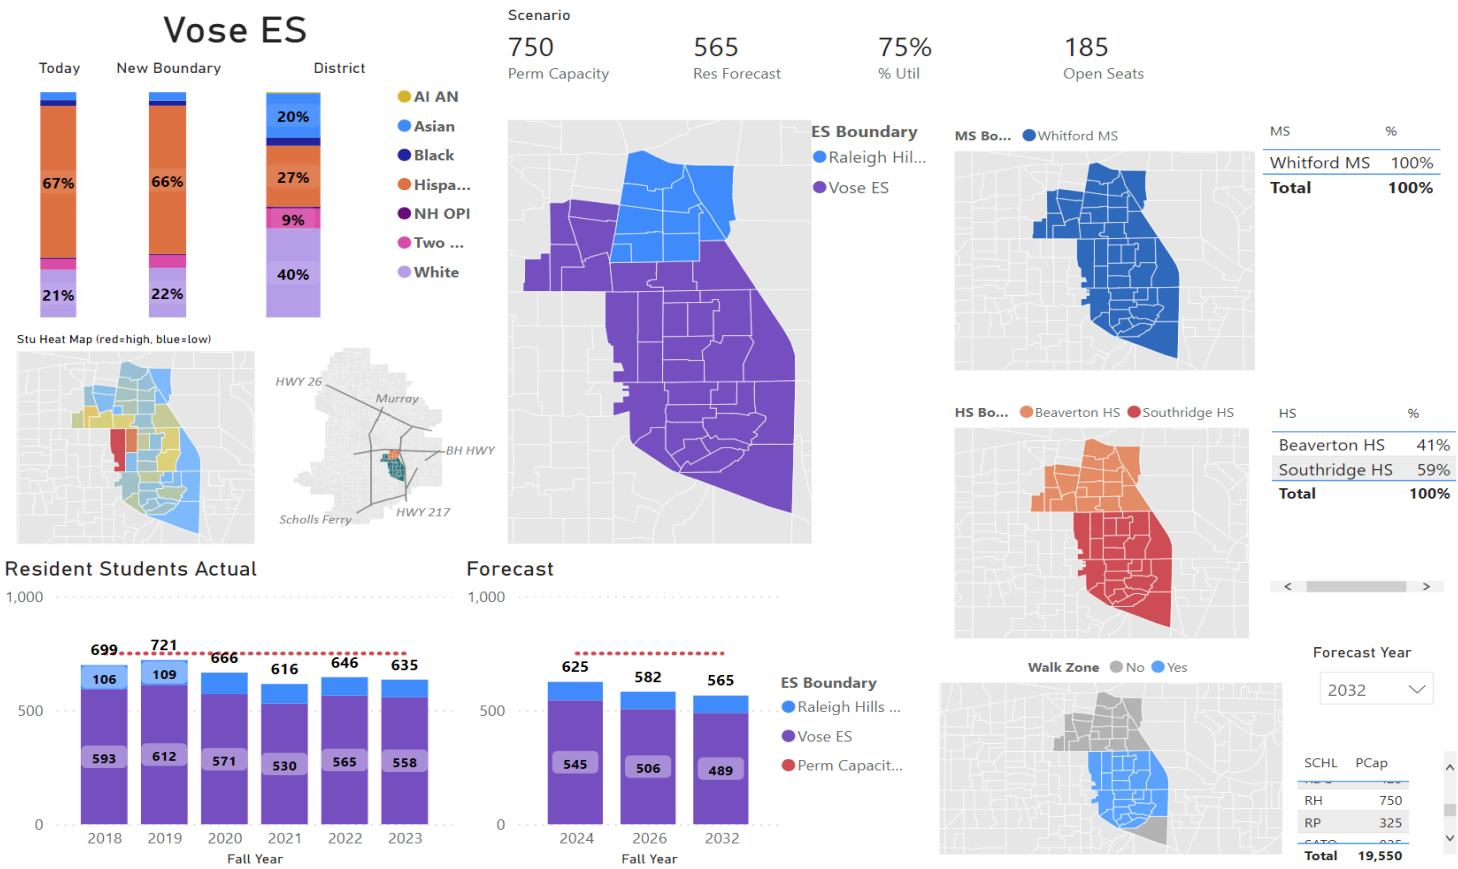 Vose ES
Today
New Boundary
District
67%
21%
66%
22%
20%
27%
9%
40%
AI AN
Asian
Black
Hispa...
NH OPI
Two ...
White
Scenario
750
Perm Capacity
565
Res Forecast
75%
% Util
185
Open Seats
ES Boundary
Raleigh Hil...
Vose ES
MS Bo...
Whitford MS
MS %
Whitford MS 100%
Total 100%
Stu Heat Map (red=high, blue=low)
HWY 26
Murray
BH HWY
HWY 217
Scholls Ferry
HS Bo...
Beaverton HS
Southridge HS
HS %
Beaverton HS 41%
Southridge HS 59%
Total 100%
Resident Students Actual
1,000
500
0
699
721
666
616
646
635
106
109
593
612
571
530
565
558
2018
2019
2020
2021
2022
2023
Fall Year
Forecast
1,000
500
0
625
582
565
545
506
489
2024
2026
2032
Fall Year
ES Boundary
Raleigh Hills ...
Vose ES
Perm Capacit...
Walk Zone
No
Yes
Forecast Year
2032
SCHL PCap
RH 750
RP 325
Total 19,550